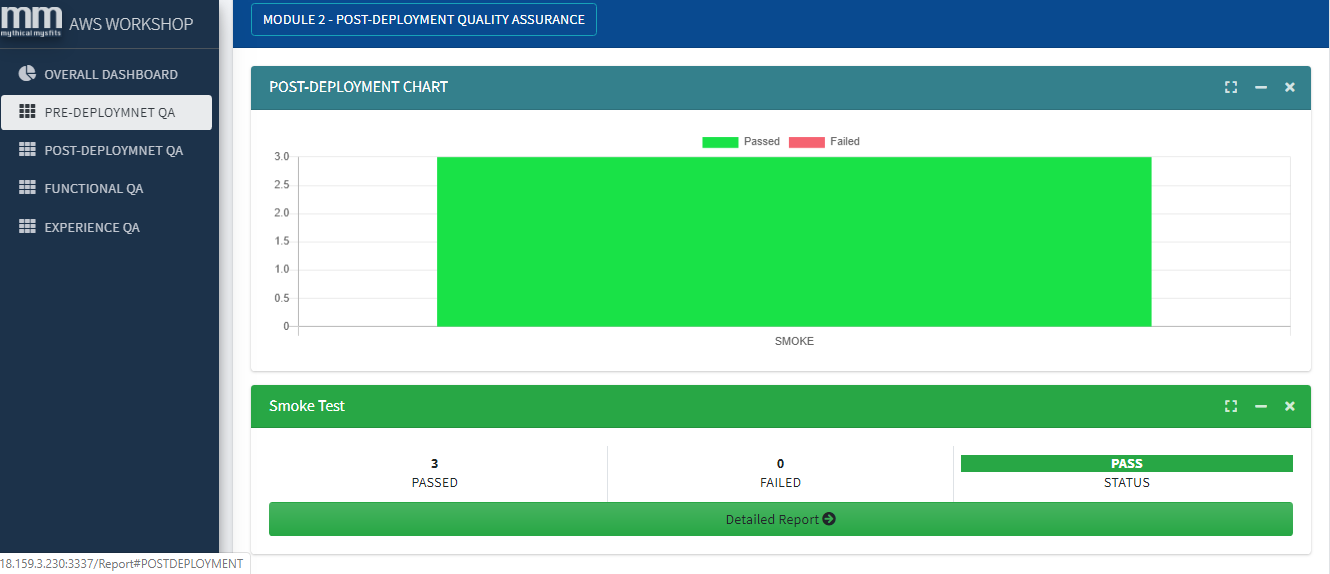 mm
mythical mysfits
AWS WORKSHOP
OVERALL DASHBOARD
PRE-DEPLOYMNET QA
POST-DEPLOYMNET QA
FUNCTIONAL QA
EXPERIENCE QA
MODULE 2 - POST-DEPLOYMENT QUALITY ASSURANCE
POST-DEPLOYMENT CHART
Passed Failed
3.0
2.5
2.0
1.5
1.0
0.5
0
SMOKE
Smoke Test
3 0 PASS
PASSED FAILED STATUS
Detailed Report
18.159.3.230:3337/Report#POSTDEPLOYMENT